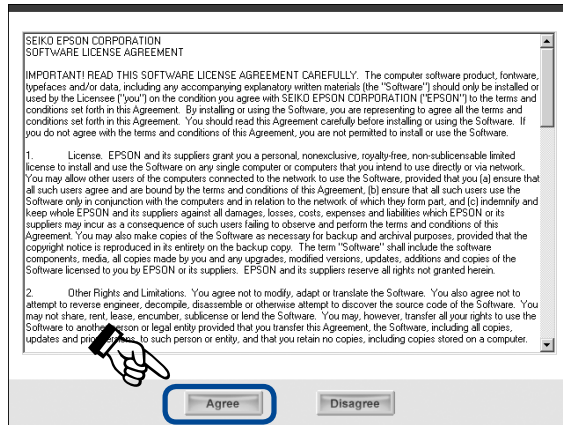 SEIKO EPSON CORPORATION
SOFTWARE LICENSE AGREEMENT
IMPORTANT! READ THIS SOFTWARE LICENSE AGREEMENT CAREFULLY. The computer software product, fontware,
typefaces and/or data, including any accompanying explanatory written materials (the "Software") should only be installed or
used by the Licensee ("you") on the condition you agree with SEIKO EPSON CORPORATION ("EPSON") to the terms and
conditions set forth in this Agreement. By installing or using the Software, you are representing to agree all the terms and
conditions set forth in this Agreement. You should read this Agreement carefully before installing or using the Software. If
you do not agree with the terms and conditions of this Agreement, you are not permitted to install or use the Software.
1. License. EPSON and its suppliers grant you a personal, nonexclusive, royalty-free, non-sublicensable limited
license to install and use the Software on any single computer or computers that you intend to use directly or via network.
You may allow other users of the computers connected to the network to use the Software, provided that you (a) ensure that
all such users agree and are bound by the terms and conditions of this Agreement, (b) ensure that all such users use the
Software only in conjunction with the computers and in relation to the network of which they form part, and (c) indemnify and
keep whole EPSON and its suppliers against all damages, losses, costs, expenses and liabilities which EPSON or its
suppliers may incur as a consequence of such users failing to observe and perform the terms and conditions of this
Agreement. You may also make copies of the Software as necessary for backup and archival purposes, provided that the
copyright notice is reproduced in its entirety on the backup copy. The term "Software" shall include the software
components, media, all copies made by you and any upgrades, modified versions, updates, additions and copies of the
Software licensed to you by EPSON or its suppliers. EPSON and its suppliers reserve all rights not granted herein.
2. Other Rights and Limitations. You agree not to modify, adapt or translate the Software. You also agree not to
attempt to reverse engineer, decompile, disassemble or otherwise attempt to discover the source code of the Software. You
may not share, rent, lease, encumber, sublicense or lend the Software. You may, however, transfer all your rights to use the
Software to another person or legal entity provided that you transfer this Agreement, the Software, including all copies,
updates and prior versions, to such person or entity, and that you retain no copies, including copies stored on a computer.
Agree Disagree